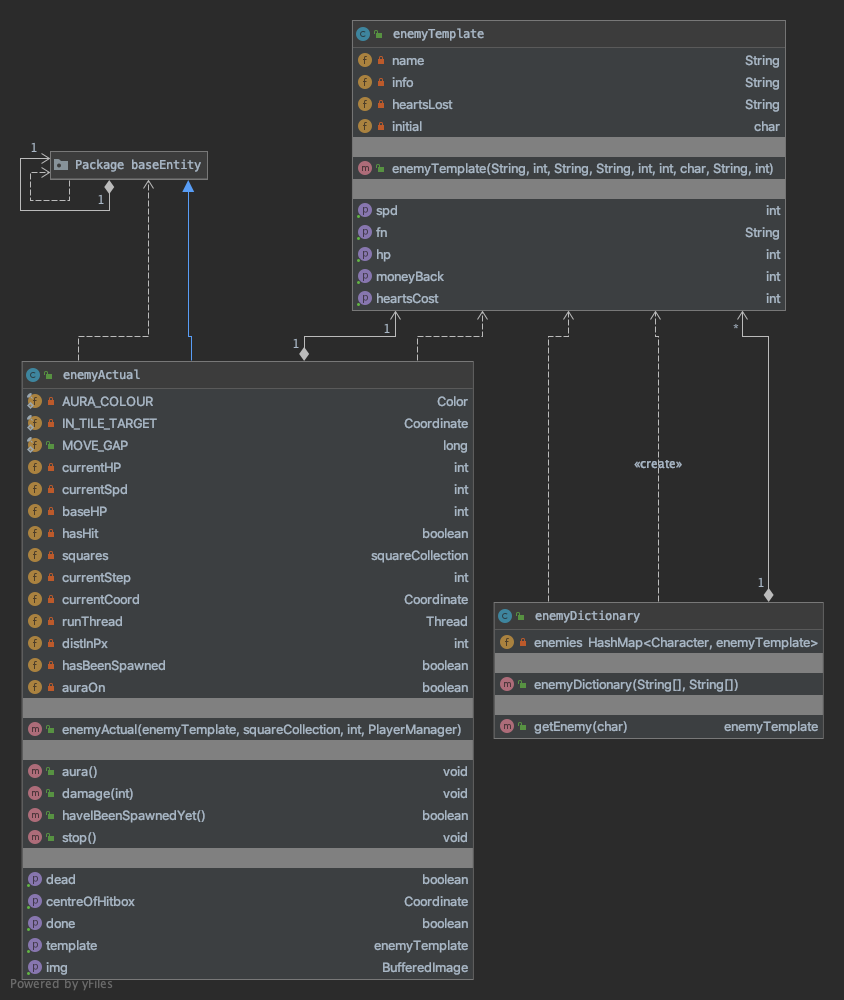 enemyTemplate
name String
info String
heartsLost String
initial char
enemyTemplate(String, int, String, String, int, int, char, String, int)
spd int
fn String
hp int
moneyBack int
heartsCost int
1
Package baseEntity
1
1
1
*
enemyActual
AURA_COLOUR Color
IN_TILE_TARGET Coordinate
MOVE_GAP long
currentHP int
currentSpd int
baseHP int
hasHit boolean
squares squareCollection
currentStep int
currentCoord Coordinate
runThread Thread
distInPx int
hasBeenSpawned boolean
auraOn boolean
enemyActual(enemyTemplate, squareCollection, int, PlayerManager)
aura() void
damage(int) void
haveIBeenSpawnedYet() boolean
stop() void
dead boolean
centreOfHitbox Coordinate
done boolean
template enemyTemplate
img BufferedImage
«create»
1
enemyDictionary
enemies HashMap<Character, enemyTemplate>
enemyDictionary(String[], String[])
getEnemy(char) enemyTemplate
Powered by yFiles